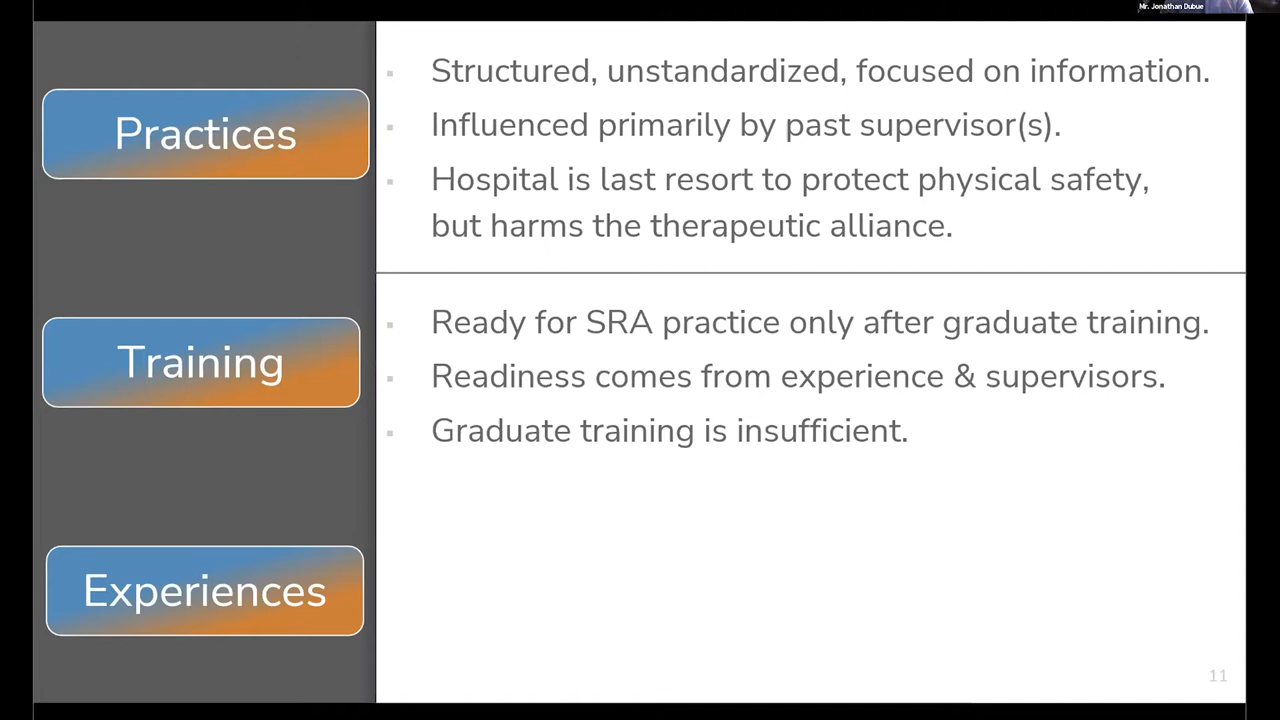 Mr. Jonathan Dubue
Practices
Structured, unstandardized, focused on information.
Influenced primarily by past supervisor(s).
Hospital is last resort to protect physical safety,
but harms the therapeutic alliance.
Training
Ready for SRA practice only after graduate training.
Readiness comes from experience & supervisors.
Graduate training is insufficient.
Experiences
11